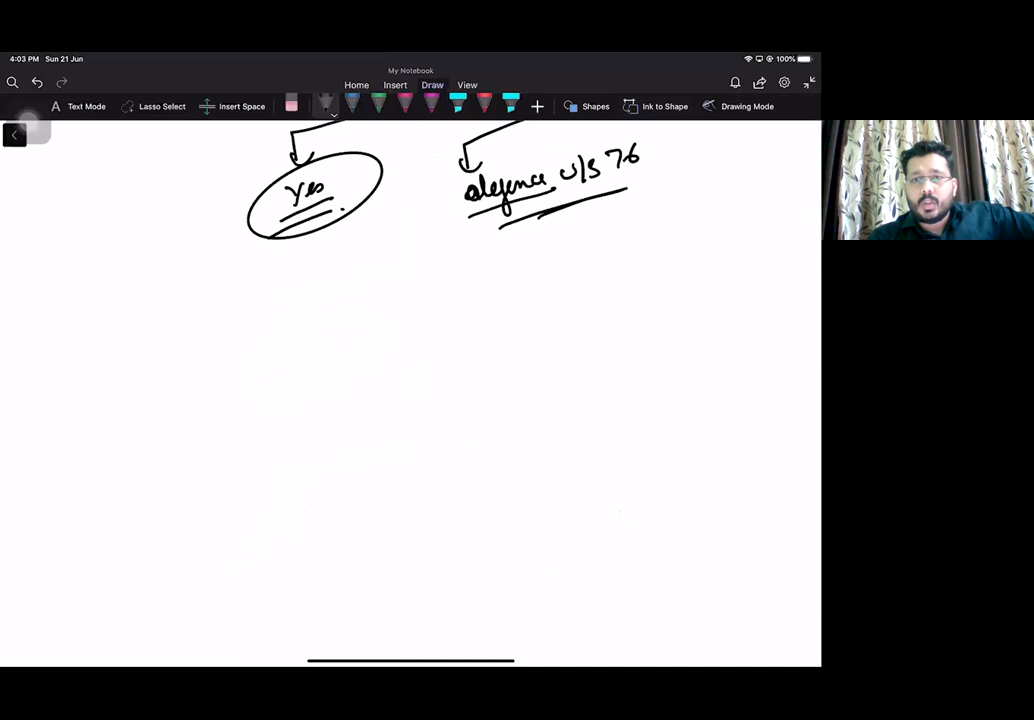 4:03 PM Sun 21 Jun
100%
My Notebook
Home Insert Draw View
Text Mode Lasso Select Insert Space Shapes Ink to Shape Drawing Mode
Yes
defence u/s 76